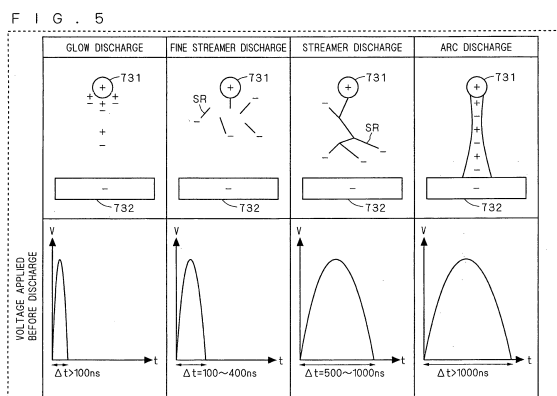 FIG. 5
GLOW DISCHARGE
FINE STREAMER DISCHARGE
STREAMER DISCHARGE
ARC DISCHARGE
731
+
+ +
- + -
+
-
-
732
731
+
SR
- -
- -
-
732
731
+
-
SR
-
- -
-
732
731
+
+
-
+
-
+
-
-
732
VOLTAGE APPLIED
BEFORE DISCHARGE
V
t
Δt>100ns
V
t
Δt=100~400ns
V
t
Δt=500~1000ns
V
t
Δt>1000ns